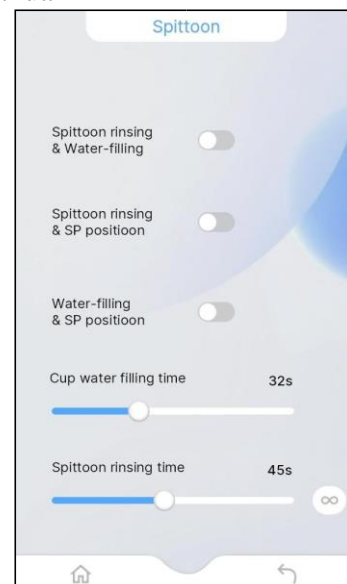 Spittoon
Spittoon rinsing
& Water-filling
Spittoon rinsing
& SP positioon
Water-filling
& SP positioon
Cup water filling time 32s
Spittoon rinsing time 45s
∞